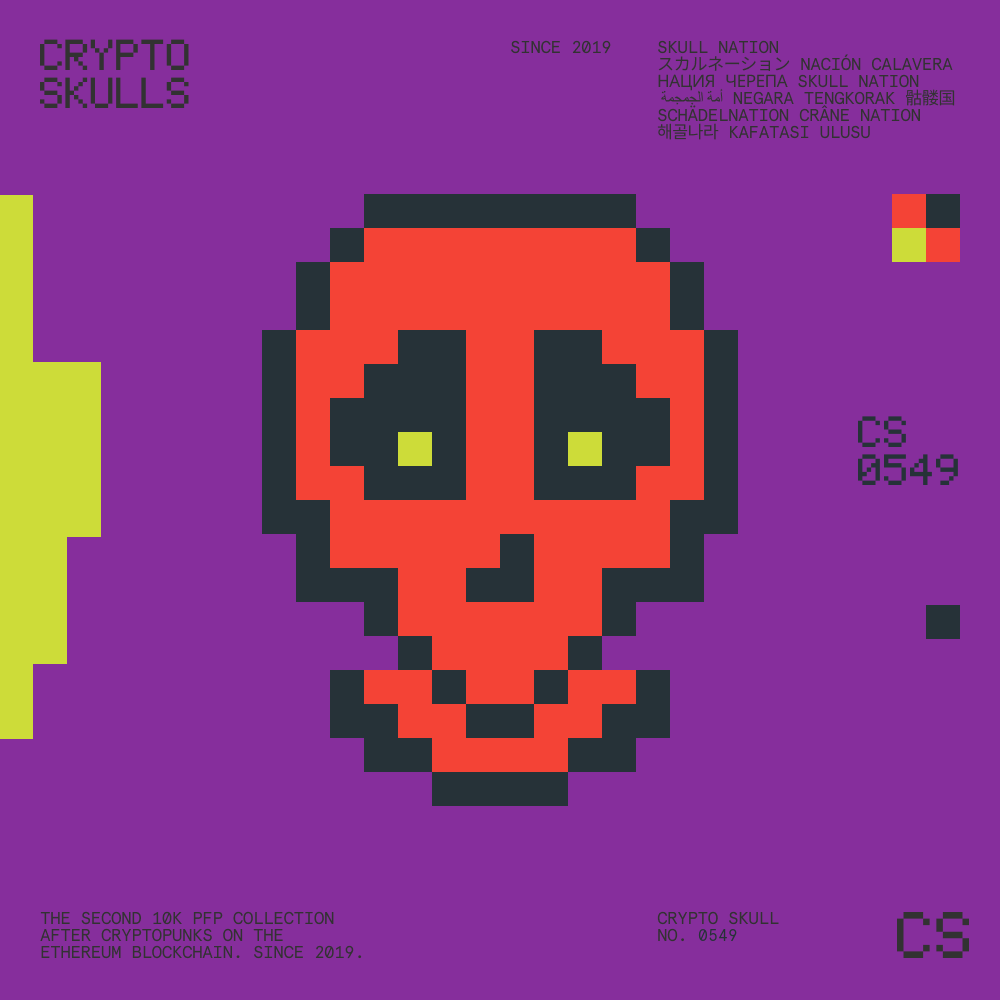 CRYPTO
SKULLS
SINCE 2019
SKULL NATION
スカルネーション NACIÓN CALAVERA
НАЦИЯ ЧЕРЕПА SKULL NATION
أمة الجمجمة NEGARA TENGKORAK 骷髅国
SCHÄDELNATION CRÂNE NATION
해골나라 KAFATASI ULUSU
CS
0549
THE SECOND 10K PFP COLLECTION
AFTER CRYPTOPUNKS ON THE
ETHEREUM BLOCKCHAIN. SINCE 2019.
CRYPTO SKULL
NO. 0549
CS